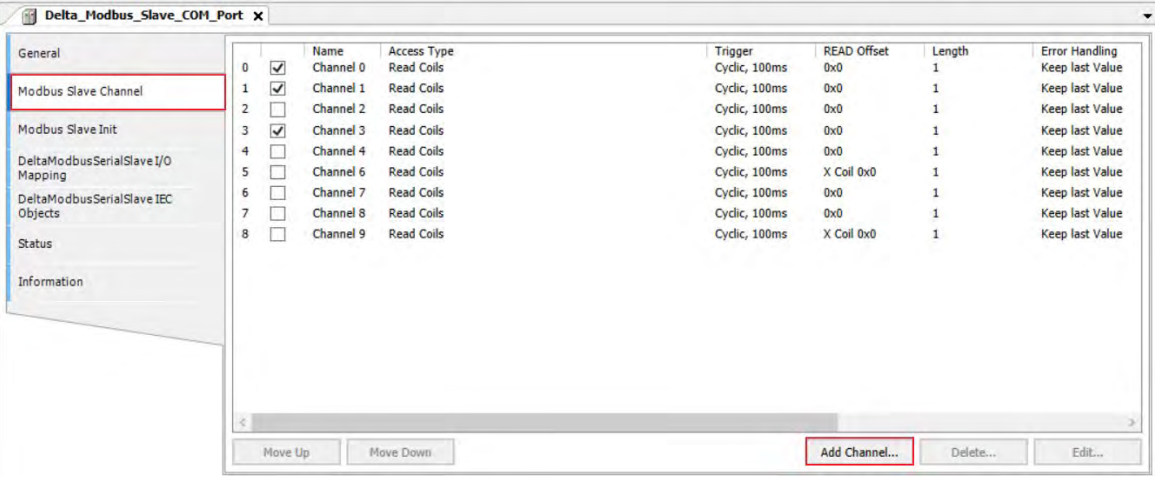 Delta_Modbus_Slave_COM_Port X
General
Modbus Slave Channel
Modbus Slave Init
DeltaModbusSerialSlave I/O
Mapping
DeltaModbusSerialSlave IEC
Objects
Status
Information
Name Access Type Trigger READ Offset Length Error Handling
0 Channel 0 Read Coils Cyclic, 100ms 0x0 1 Keep last Value
1 Channel 1 Read Coils Cyclic, 100ms 0x0 1 Keep last Value
2 Channel 2 Read Coils Cyclic, 100ms 0x0 1 Keep last Value
3 Channel 3 Read Coils Cyclic, 100ms 0x0 1 Keep last Value
4 Channel 4 Read Coils Cyclic, 100ms 0x0 1 Keep last Value
5 Channel 6 Read Coils Cyclic, 100ms X Coil 0x0 1 Keep last Value
6 Channel 7 Read Coils Cyclic, 100ms 0x0 1 Keep last Value
7 Channel 8 Read Coils Cyclic, 100ms 0x0 1 Keep last Value
8 Channel 9 Read Coils Cyclic, 100ms X Coil 0x0 1 Keep last Value
Move Up Move Down Add Channel... Delete... Edit...